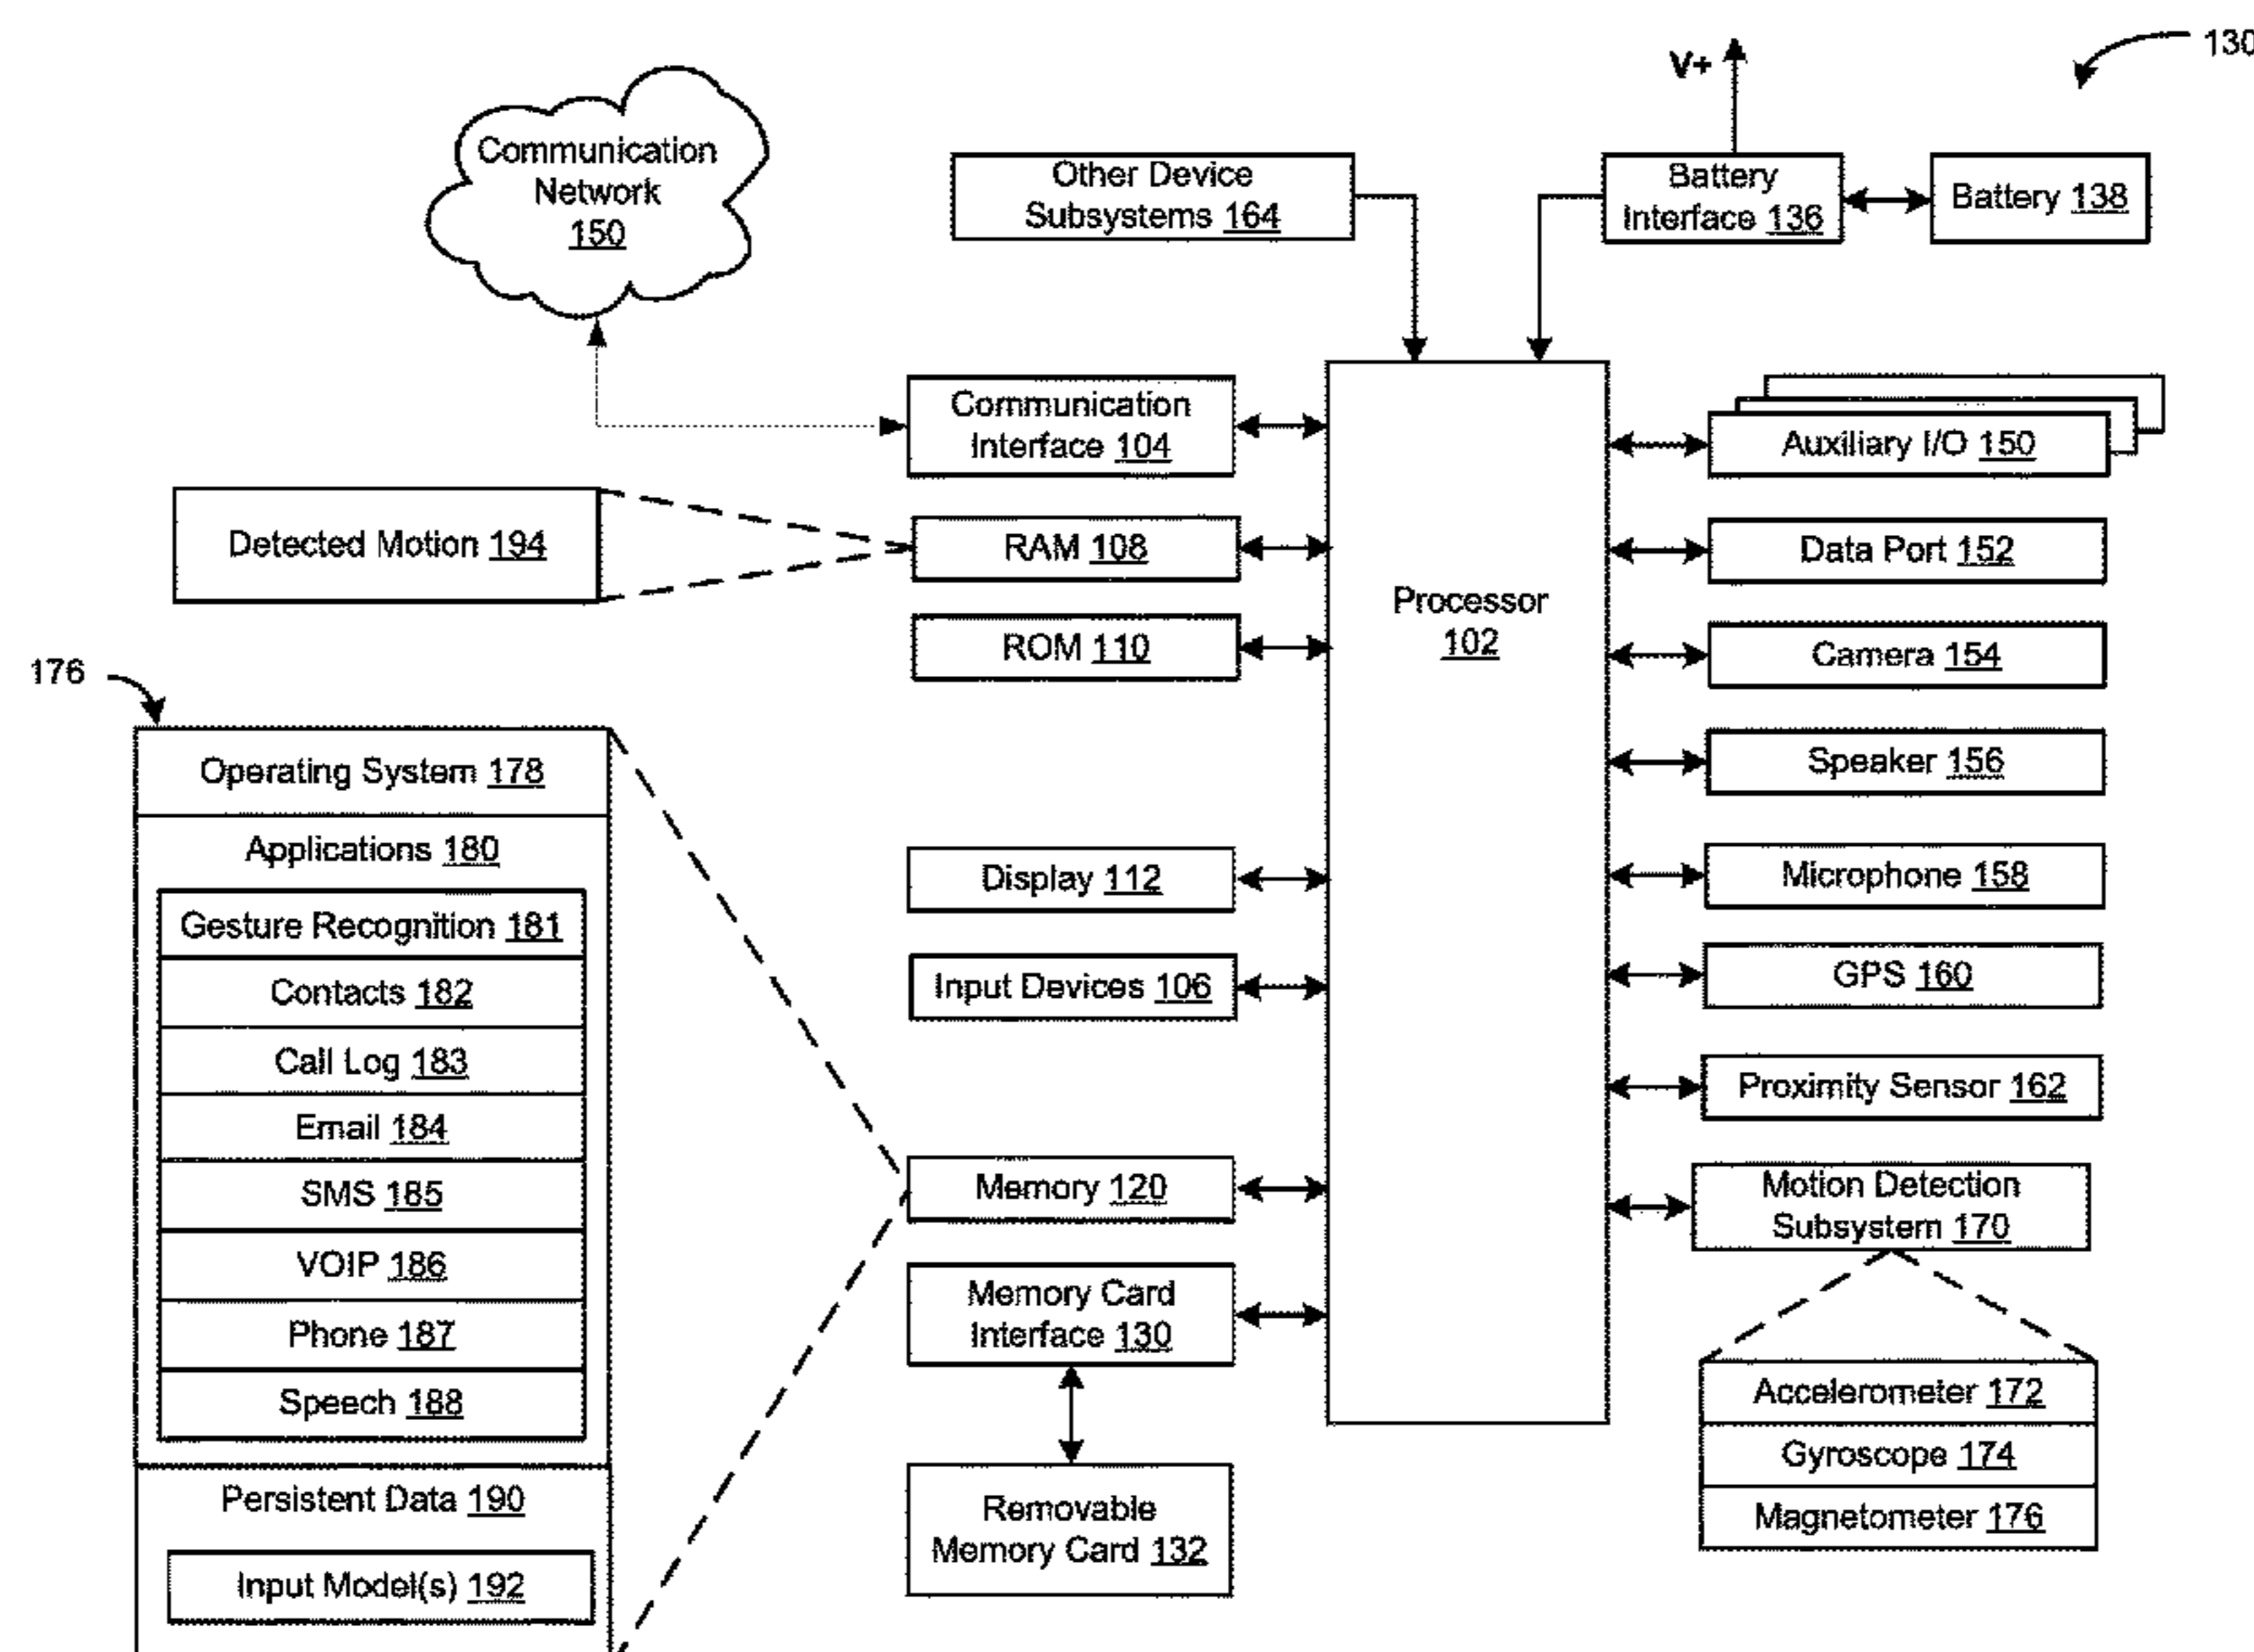 130
V+
Communication
Network
150
Other Device
Subsystems 164
Battery
Interface 136
Battery 138
Communication
Interface 104
Auxiliary I/O 150
Detected Motion 194
RAM 108
Data Port 152
Processor
102
ROM 110
Camera 154
176
Operating System 178
Speaker 156
Applications 180
Display 112
Microphone 158
Gesture Recognition 181
Contacts 182
Input Devices 106
GPS 160
Call Log 183
Proximity Sensor 162
Email 184
SMS 185
Memory 120
Motion Detection
Subsystem 170
VOIP 186
Memory Card
Interface 130
Phone 187
Speech 188
Accelerometer 172
Gyroscope 174
Magnetometer 176
Persistent Data 190
Removable
Memory Card 132
Input Model(s) 192